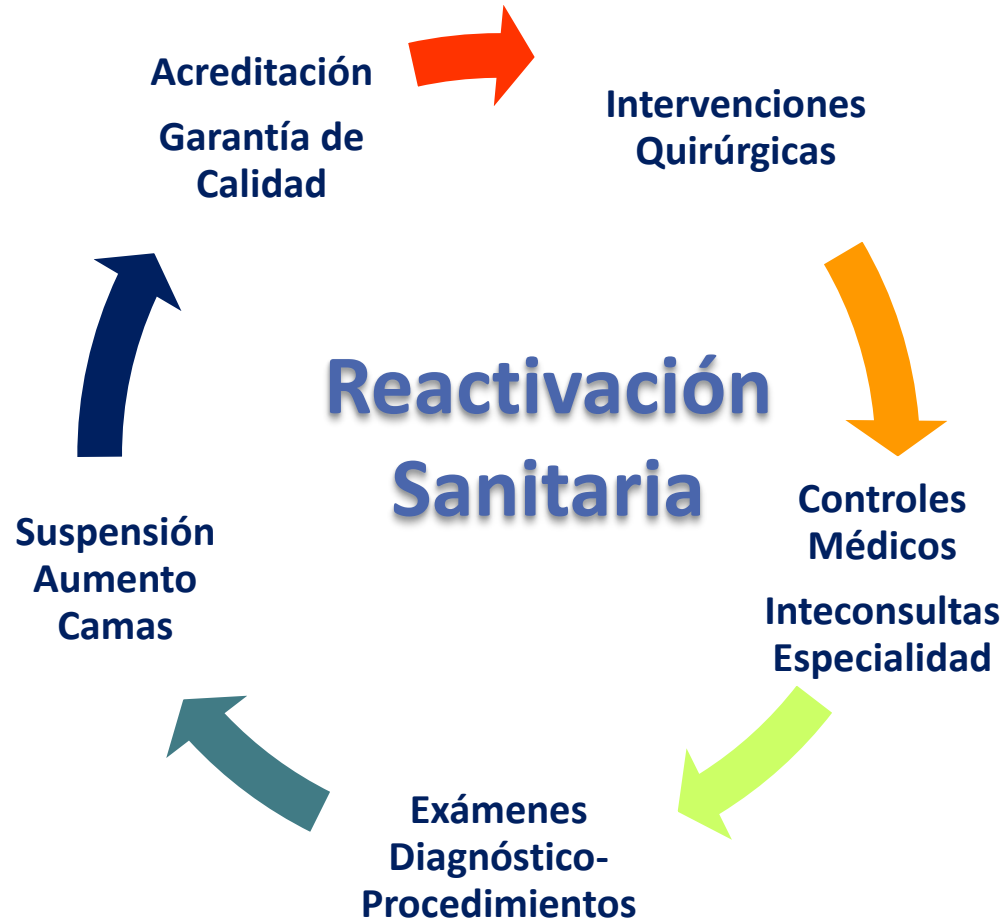 Acreditación
Garantía de
Calidad
Intervenciones
Quirúrgicas
Reactivación
Sanitaria
Controles
Médicos
Inteconsultas
Especialidad
Exámenes
Diagnóstico-
Procedimientos
Suspensión
Aumento
Camas